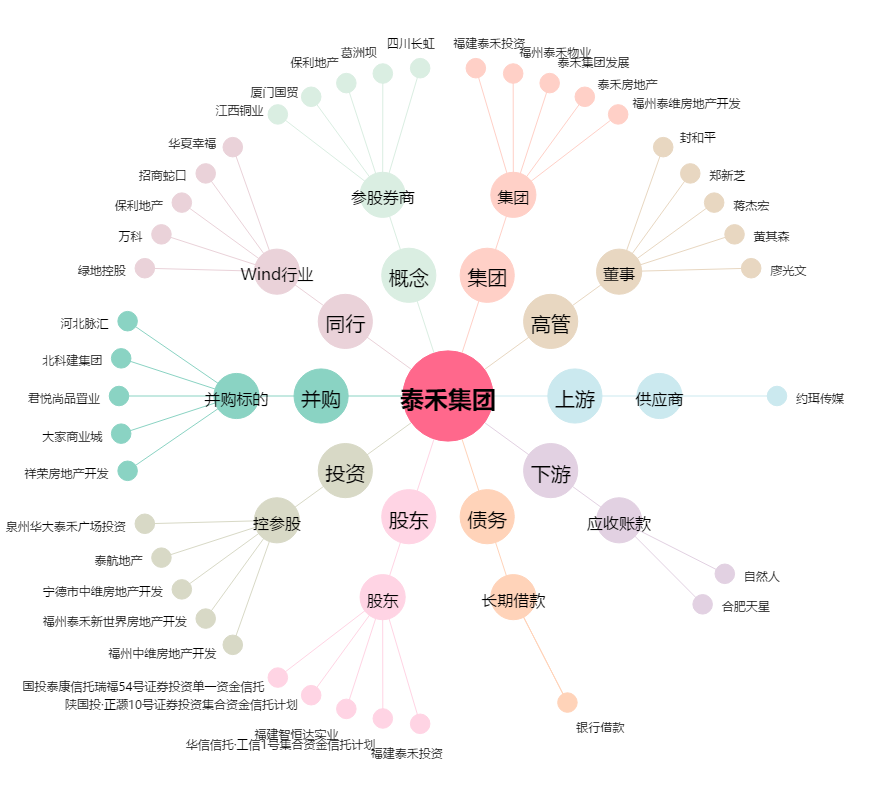 四川长虹
葛洲坝
保利地产
厦门国贸
江西铜业
参股券商
概念
福建泰禾投资
福州泰禾物业
泰禾集团发展
泰禾房地产
福州泰维房地产开发
集团
集团
华夏幸福
招商蛇口
保利地产
万科
绿地控股
Wind行业
同行
封和平
郑新芝
蒋杰宏
黄其森
廖光文
董事
高管
河北脉汇
北科建集团
君悦尚品置业
大家商业城
祥荣房地产开发
并购标的
并购
泰禾集团
上游
供应商
约珥传媒
投资
控参股
泉州华大泰禾广场投资
泰航地产
宁德市中维房地产开发
福州泰禾新世界房地产开发
福州中维房地产开发
下游
应收账款
自然人
合肥天星
股东
股东
国投泰康信托瑞福54号证券投资单一资金信托
陕国投·正灏10号证券投资集合资金信托计划
福建智恒达实业
华信信托·工信1号集合资金信托计划
福建泰禾投资
债务
长期借款
银行借款